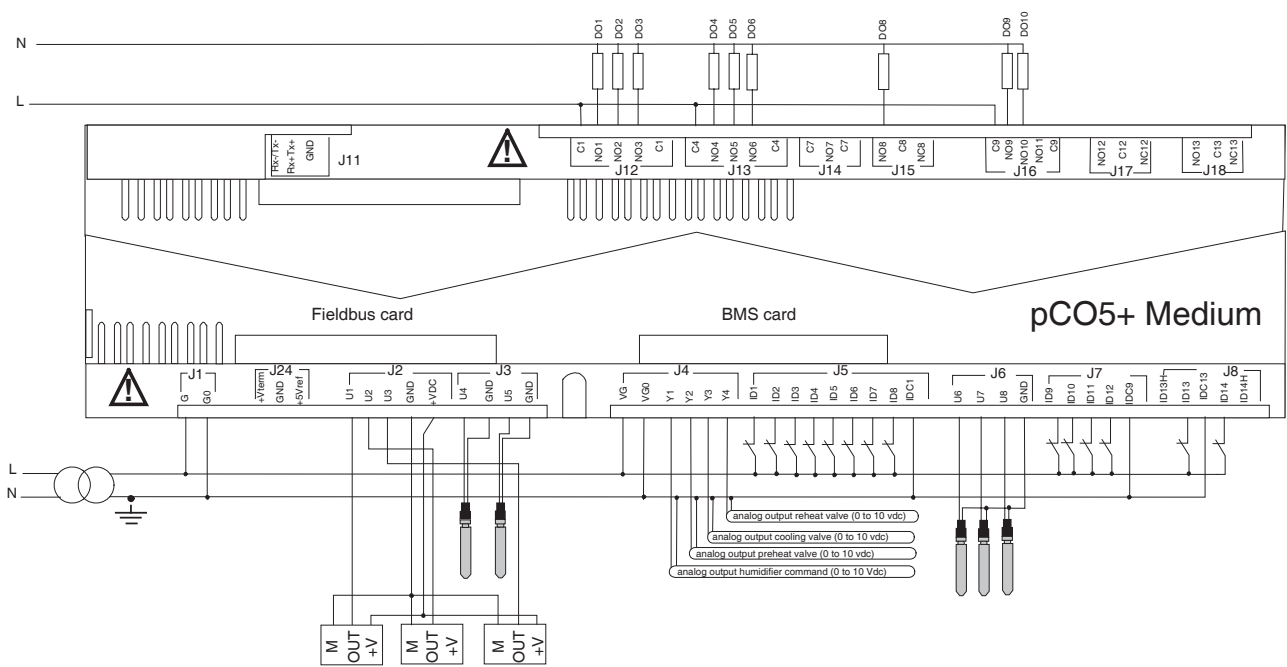 DO1 DO2 DO3 DO4 DO5 DO6 DO8 DO9 DO10
N
L
Rx-/Tx- Rx+Tx+ GND
J11
C1 NO1 NO2 NO3 C1
J12
C4 NO4 NO5 NO6 C4
J13
C7 NO7 C7
J14
NO8 C8 NC8
J15
C9 NO9 NO10 NO11 C9
J16
NO12 C12 NC12
J17
NO13 C13 NC13
J18
Fieldbus card
BMS card
pCO5+ Medium
J1
G G0
J24
+Vterm GND +5Vref
J2
U1 U2 U3 GND +VDC
J3
U4 GND U5 GND
J4
VG VG0 Y1 Y2 Y3 Y4
J5
ID1 ID2 ID3 ID4 ID5 ID6 ID7 ID8 IDC1
J6
U6 U7 U8 GND
J7
ID9 ID10 ID11 ID12 IDC9
J8
ID13H ID13 IDC13 ID14 ID14H
L
N
analog output reheat valve (0 to 10 vdc)
analog output cooling valve (0 to 10 vdc)
analog output preheat valve (0 to 10 vdc)
analog output humidifier command (0 to 10 Vdc)
M OUT +V
M OUT +V
M OUT +V